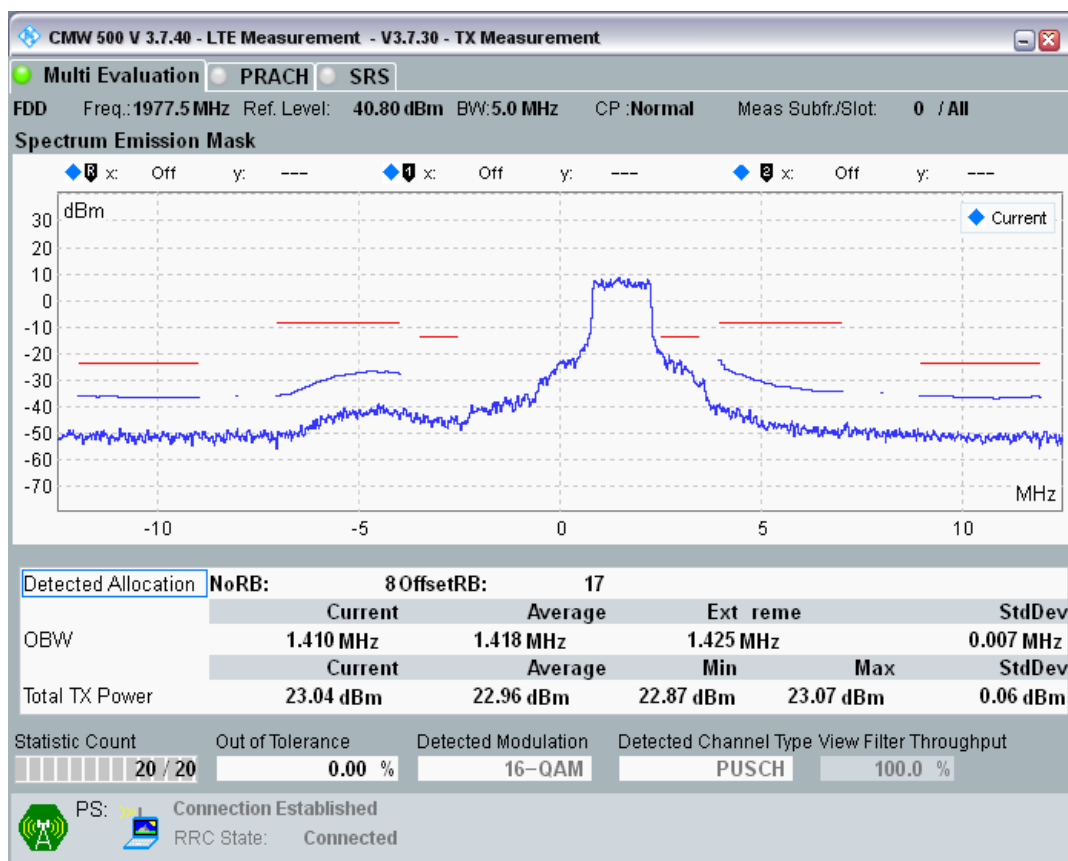 CMW 500 V 3.7.40 - LTE Measurement - V3.7.30 - TX Measurement
Multi Evaluation PRACH SRS
FDD Freq.: 1977.5 MHz Ref. Level: 40.80 dBm BW: 5.0 MHz CP : Normal Meas Subfr./Slot: 0 / All
Spectrum Emission Mask
R x: Off y: --- 1 x: Off y: --- 2 x: Off y: ---
dBm
Current
30
20
10
0
-10
-20
-30
-40
-50
-60
-70
MHz
-10 -5 0 5 10
Detected Allocation NoRB: 8 OffsetRB: 17
Current Average Ext reme StdDev
OBW 1.410 MHz 1.418 MHz 1.425 MHz 0.007 MHz
Current Average Min Max StdDev
Total TX Power 23.04 dBm 22.96 dBm 22.87 dBm 23.07 dBm 0.06 dBm
Statistic Count Out of Tolerance Detected Modulation Detected Channel Type View Filter Throughput
20 / 20 0.00 % 16-QAM PUSCH 100.0 %
PS: Connection Established
RRC State: Connected